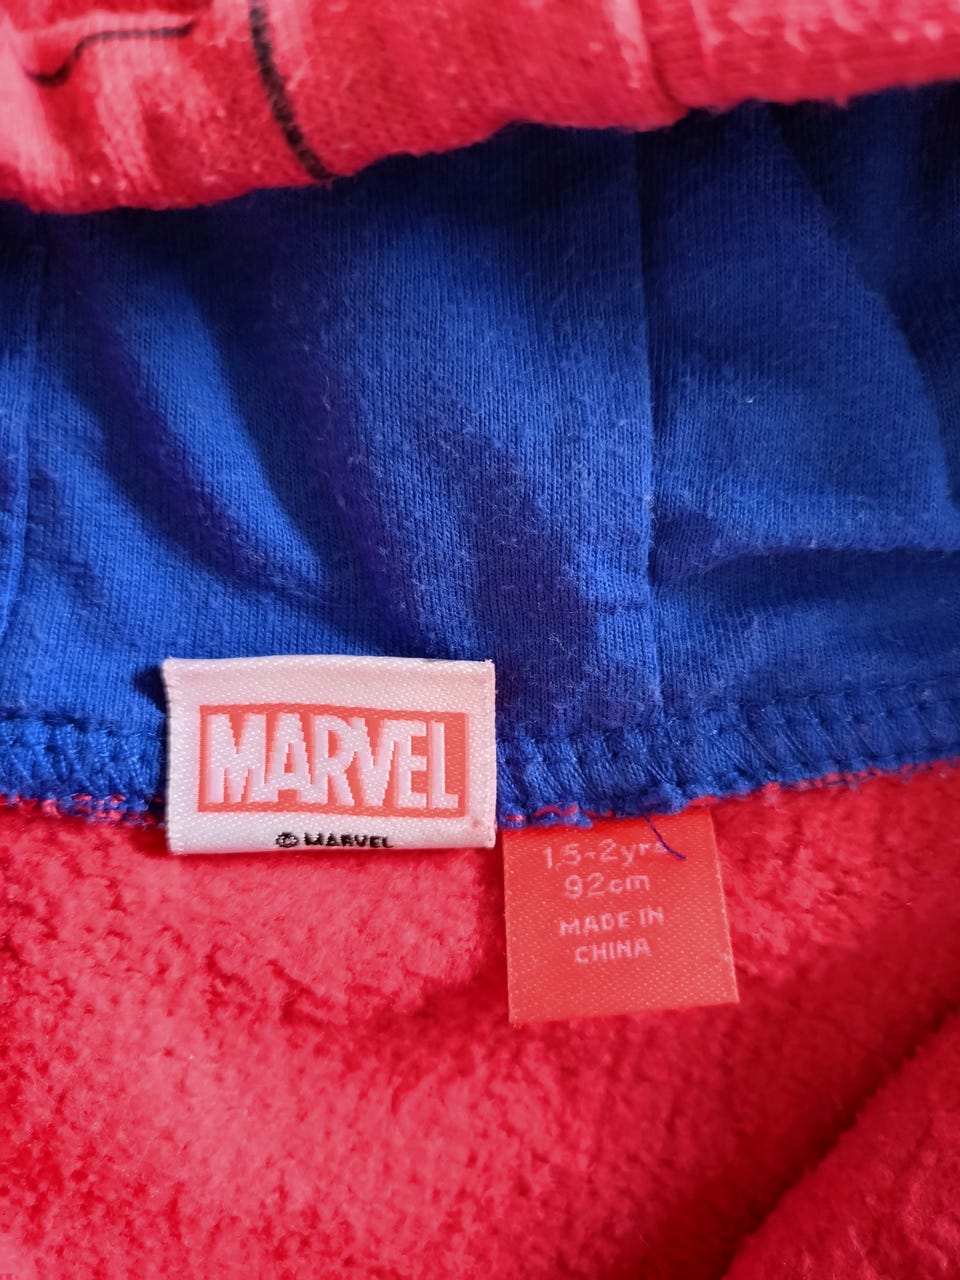 MARVEL
© MARVEL
1,5-2yrs
92cm
MADE IN
CHINA